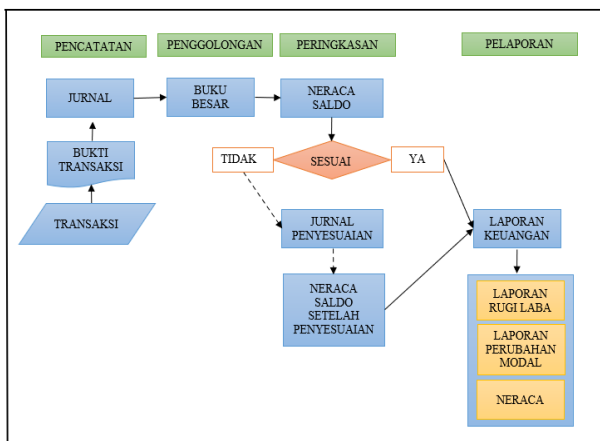 PENCATATAN
PENGGOLONGAN
PERINGKASAN
PELAPORAN
JURNAL
BUKU
BESAR
NERACA
SALDO
BUKTI
TRANSAKSI
TIDAK
SESUAI
YA
TRANSAKSI
JURNAL
PENYESUAIAN
LAPORAN
KEUANGAN
NERACA
SALDO
SETELAH
PENYESUAIAN
LAPORAN
RUGI LABA
LAPORAN
PERUBAHAN
MODAL
NERACA